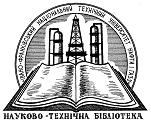 ІВАНО-ФРАНКІВСЬКИЙ НАЦІОНАЛЬНИЙ ТЕХНІЧНИЙ УНІВЕРСИТЕТ НАФТИ І ГАЗУ
НАУКОВО-ТЕХНІЧНА БІБЛІОТЕКА